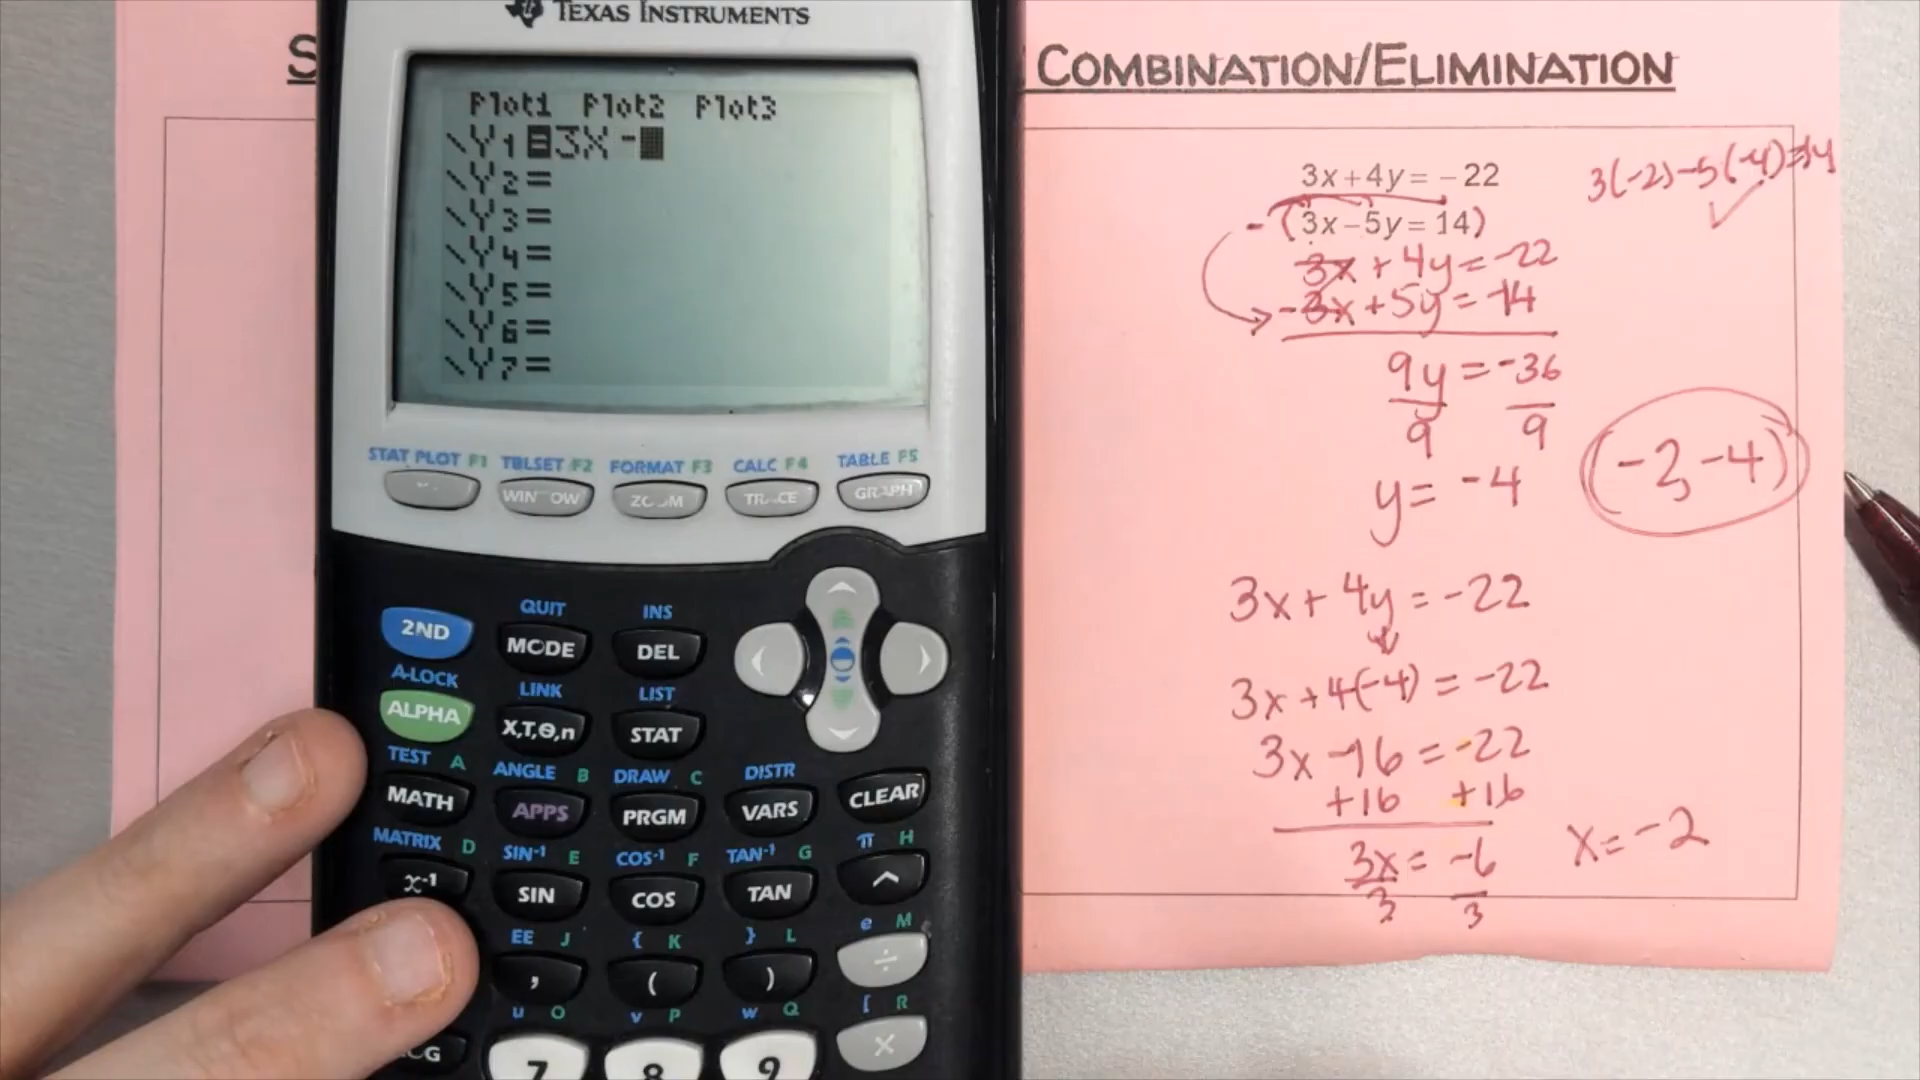 TEXAS INSTRUMENTS
COMBINATION/ELIMINATION
Plot1 Plot2 Plot3
\Y1=3X-
\Y2=
\Y3=
\Y4=
\Y5=
\Y6=
\Y7=
STAT PLOT F1 TBLSET F2 FORMAT F3 CALC F4 TABLE F5
WINDOW ZOOM TRACE GRAPH
QUIT INS
2ND MODE DEL
A-LOCK LINK LIST
ALPHA X,T,Θ,n STAT
TEST A ANGLE B DRAW C DISTR
MATH APPS PRGM VARS CLEAR
MATRIX D SIN-1 E COS-1 F TAN-1 G π H
x-1 SIN COS TAN ^
EE J { K } L e M
, ( ) ÷
u O v P w Q [ R
7 8 9 ×
3x+4y=-22
-(3x-5y=14)
3x+4y=-22
-3x+5y=-14
9y=-36
9 9
y=-4
3x+4y=-22
3x+4(-4)=-22
3x-16=-22
+16 +16
3x=-6
3 3
x=-2
3(-2)-5(-4)=14
✓
(-2,-4)